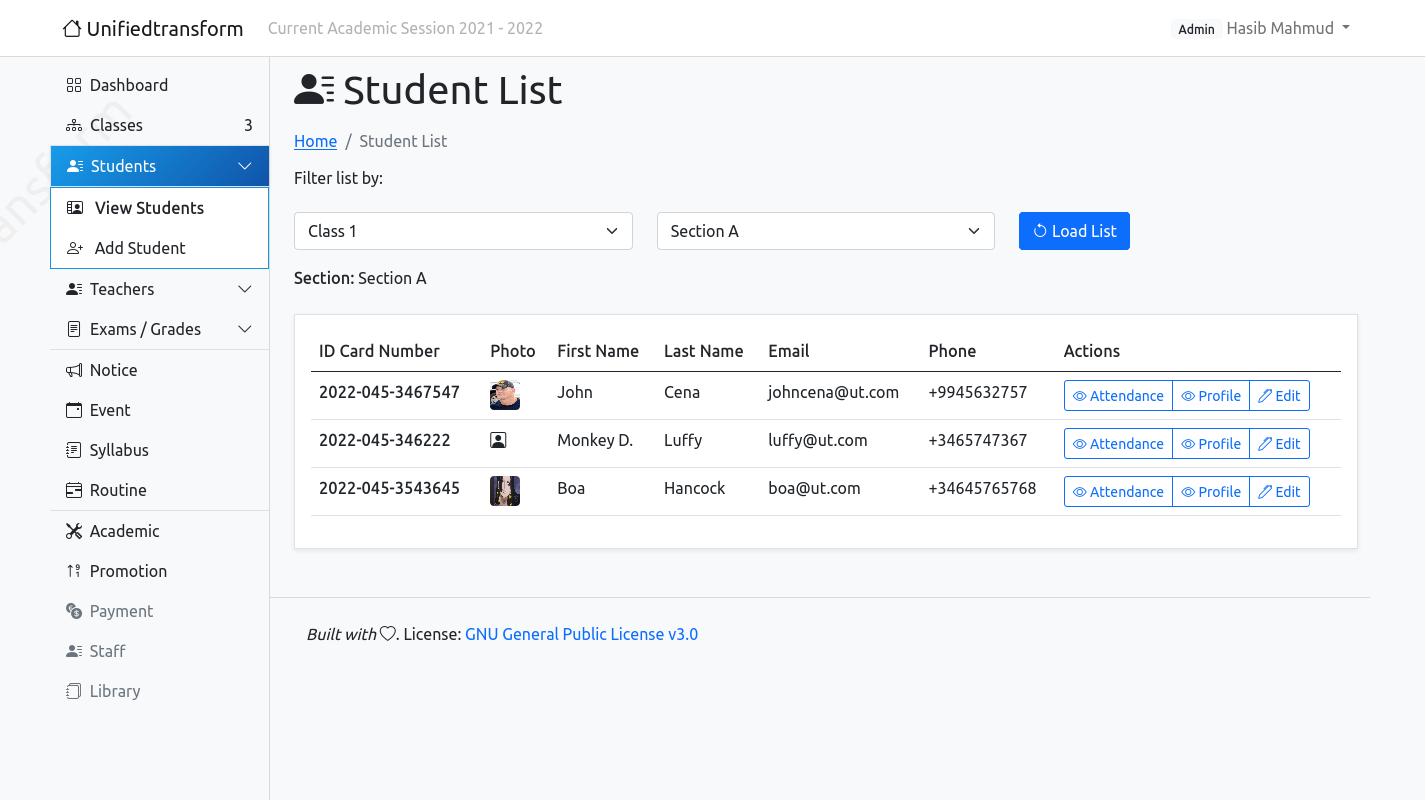 Unifiedtransform Current Academic Session 2021 - 2022 Admin Hasib Mahmud
Dashboard
Classes 3
Students
View Students
Add Student
Teachers
Exams / Grades
Notice
Event
Syllabus
Routine
Academic
Promotion
Payment
Staff
Library
Student List
Home / Student List
Filter list by:
Class 1 Section A Load List
Section: Section A
ID Card Number Photo First Name Last Name Email Phone Actions
2022-045-3467547 John Cena johncena@ut.com +9945632757 Attendance Profile Edit
2022-045-346222 Monkey D. Luffy luffy@ut.com +3465747367 Attendance Profile Edit
2022-045-3543645 Boa Hancock boa@ut.com +34645765768 Attendance Profile Edit
Built with. License: GNU General Public License v3.0